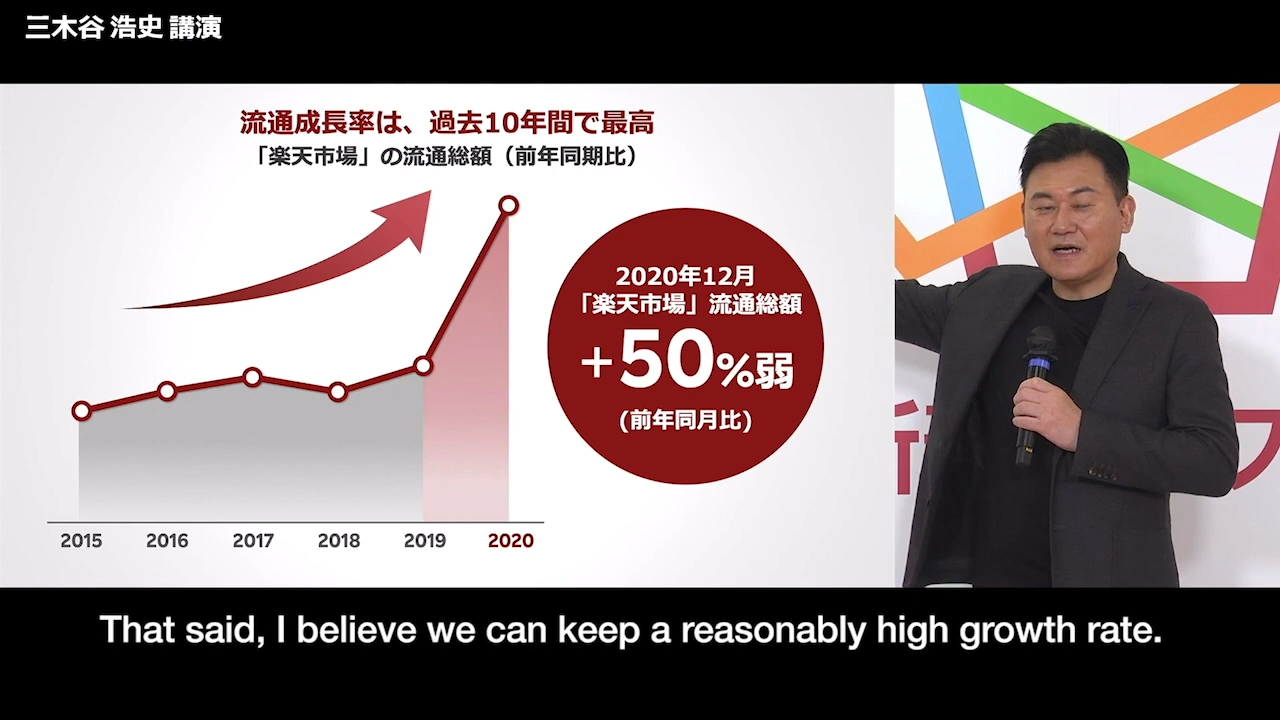 三木谷 浩史 講演
流通成長率は、過去10年間で最高
「楽天市場」の流通総額（前年同期比）
2020年12月
「楽天市場」流通総額
+50%弱
(前年同月比)
2015 2016 2017 2018 2019 2020
That said, I believe we can keep a reasonably high growth rate.